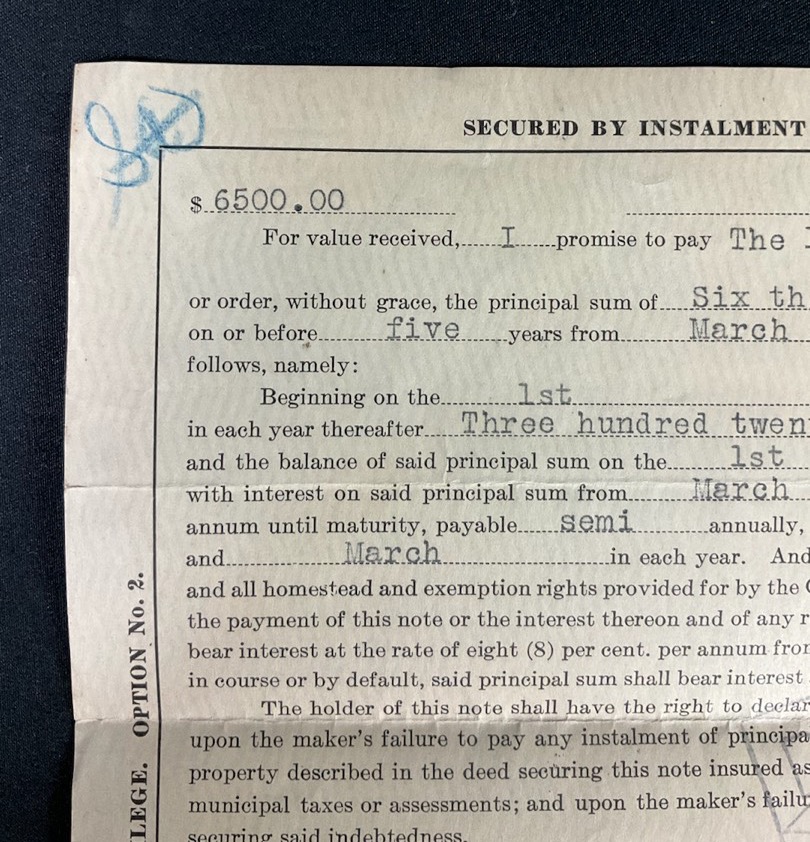 SECURED BY INSTALMENT
$ 6500.00
For value received, I promise to pay The
or order, without grace, the principal sum of Six th
on or before five years from March
follows, namely:
Beginning on the 1st
in each year thereafter Three hundred twen
and the balance of said principal sum on the 1st
with interest on said principal sum from March
annum until maturity, payable semi annually,
and March in each year. And
and all homestead and exemption rights provided for by the
the payment of this note or the interest thereon and of any
bear interest at the rate of eight (8) per cent. per annum from
in course or by default, said principal sum shall bear interest
The holder of this note shall have the right to declar
upon the maker's failure to pay any instalment of principa
property described in the deed securing this note insured as
municipal taxes or assessments; and upon the maker's failu
securing said indebtedness.
LEGE. OPTION No. 2.